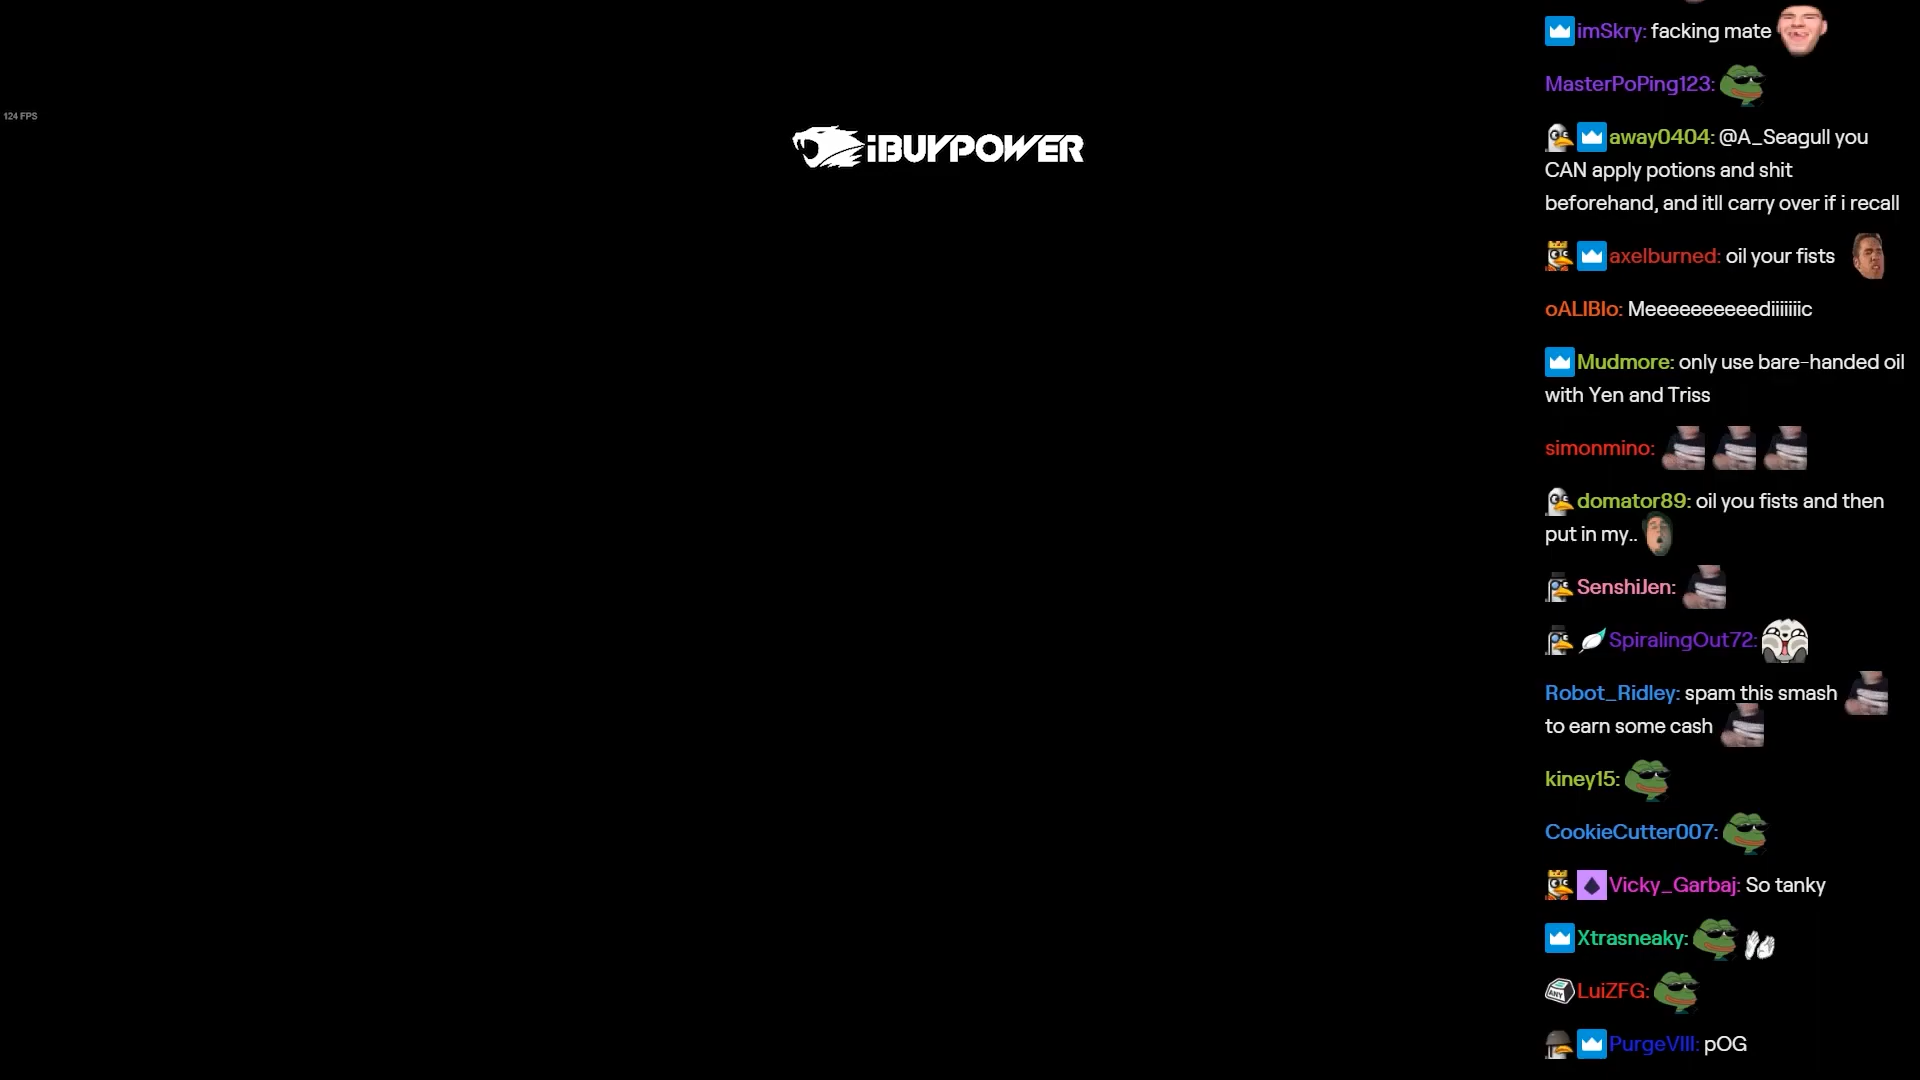 124 FPS
iBUYPOWER
imSkry: facking mate
MasterPoPing123:
away0404: @A_Seagull you
CAN apply potions and shit
beforehand, and itll carry over if i recall
axelburned: oil your fists
oALIBIo: Meeeeeeeeeediiiiiiic
Mudmore: only use bare-handed oil
with Yen and Triss
simonmino:
domator89: oil you fists and then
put in my..
SenshiJen:
SpiralingOut72:
Robot_Ridley: spam this smash
to earn some cash
kiney15:
CookieCutter007:
Vicky_Garbaj: So tanky
Xtrasneaky:
ANY
LuiZFG:
PurgeVIII: pOG